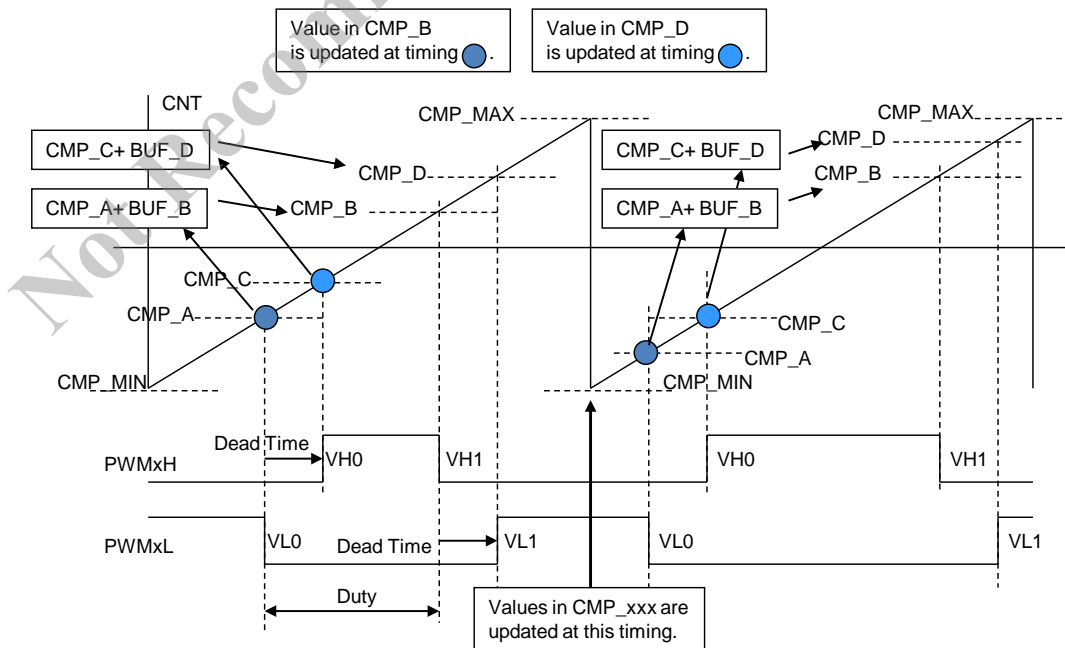 Value in CMP_B
is updated at timing .
Value in CMP_D
is updated at timing .
Not Recom
CNT
CMP_MAX
CMP_MAX
CMP_C+ BUF_D
CMP_D
CMP_C+ BUF_D
CMP_D
CMP_A+ BUF_B
CMP_B
CMP_A+ BUF_B
CMP_B
CMP_C
CMP_A
CMP_C
CMP_A
CMP_MIN
CMP_MIN
Dead Time
PWMxH
VH0
VH1
VH0
VH1
PWMxL
VL0
Dead Time
VL1
VL0
VL1
Duty
Values in CMP_xxx are
updated at this timing.